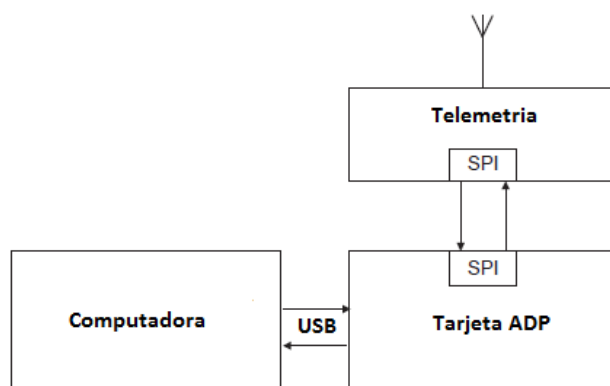 Telemetria
SPI
SPI
Computadora
USB
Tarjeta ADP